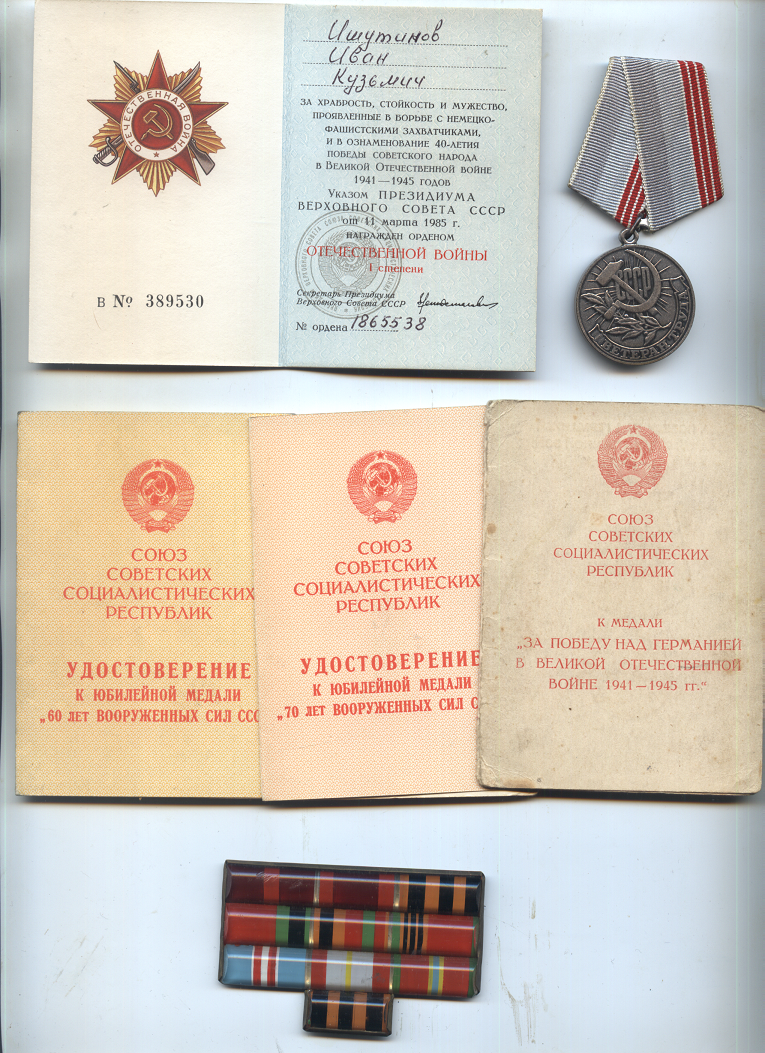 ОТЕЧЕСТВЕННАЯ ВОЙНА
В № 389530
Ишутинов
Иван
Кузьмич
ЗА ХРАБРОСТЬ, СТОЙКОСТЬ И МУЖЕСТВО,
ПРОЯВЛЕННЫЕ В БОРЬБЕ С НЕМЕЦКО-
ФАШИСТСКИМИ ЗАХВАТЧИКАМИ,
И В ОЗНАМЕНОВАНИЕ 40-ЛЕТИЯ
ПОБЕДЫ СОВЕТСКОГО НАРОДА
В ВЕЛИКОЙ ОТЕЧЕСТВЕННОЙ ВОЙНЕ
1941—1945 ГОДОВ
УКАЗОМ ПРЕЗИДИУМА
ВЕРХОВНОГО СОВЕТА СССР
от 11 марта 1985 г.
НАГРАЖДЕН ОРДЕНОМ
ОТЕЧЕСТВЕННОЙ ВОЙНЫ
I степени
Секретарь Президиума
Верховного Совета СССР
№ ордена 1865538
СССР
ВЕТЕРАН ТРУДА
СОЮЗ
СОВЕТСКИХ
СОЦИАЛИСТИЧЕСКИХ
РЕСПУБЛИК
УДОСТОВЕРЕНИЕ
К ЮБИЛЕЙНОЙ МЕДАЛИ
„60 ЛЕТ ВООРУЖЕННЫХ СИЛ ССС
СОЮЗ
СОВЕТСКИХ
СОЦИАЛИСТИЧЕСКИХ
РЕСПУБЛИК
УДОСТОВЕРЕНИЕ
К ЮБИЛЕЙНОЙ МЕДАЛИ
„70 ЛЕТ ВООРУЖЕННЫХ СИЛ С
СОЮЗ
СОВЕТСКИХ
СОЦИАЛИСТИЧЕСКИХ
РЕСПУБЛИК
К МЕДАЛИ
„ЗА ПОБЕДУ НАД ГЕРМАНИЕЙ
В ВЕЛИКОЙ ОТЕЧЕСТВЕННОЙ
ВОЙНЕ 1941—1945 гг.“